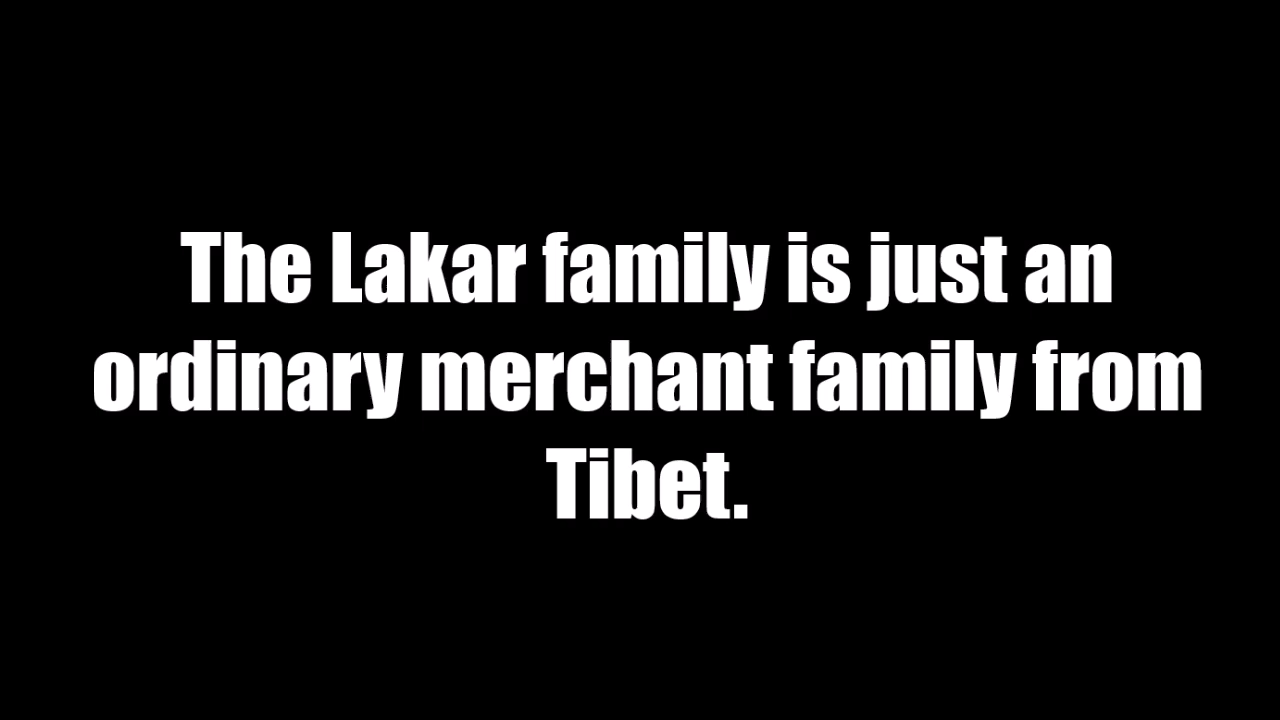 The Lakar family is just an
ordinary merchant family from
Tibet.